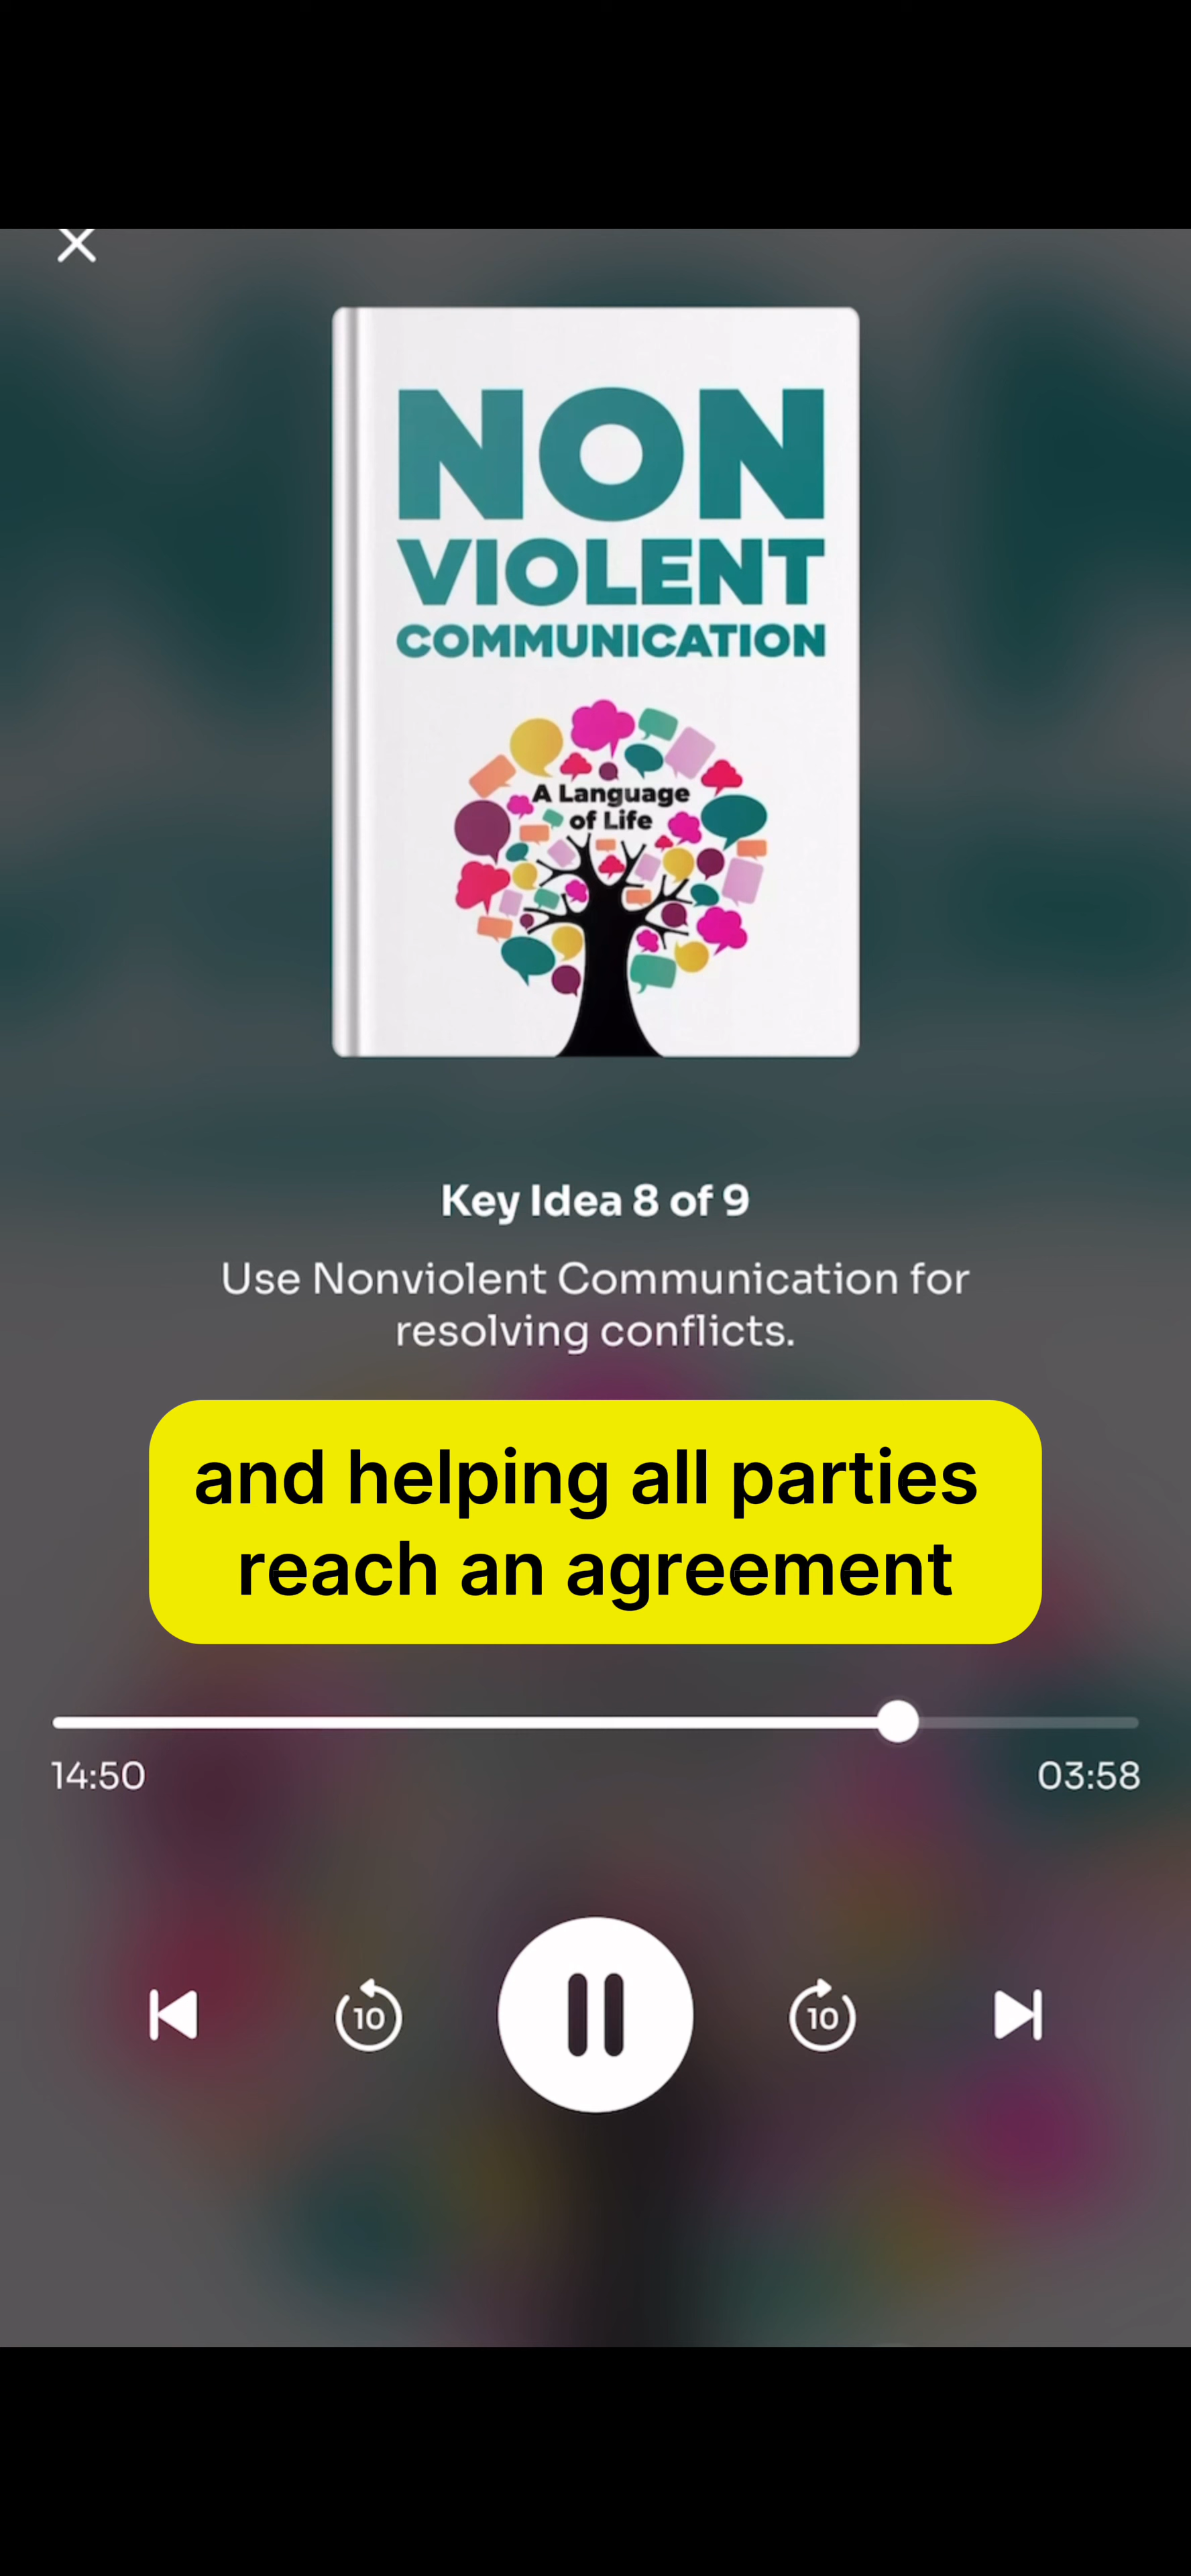 NON
VIOLENT
COMMUNICATION
A Language
of Life
Key Idea 8 of 9
Use Nonviolent Communication for
resolving conflicts.
and helping all parties
reach an agreement
14:50
03:58
10
10